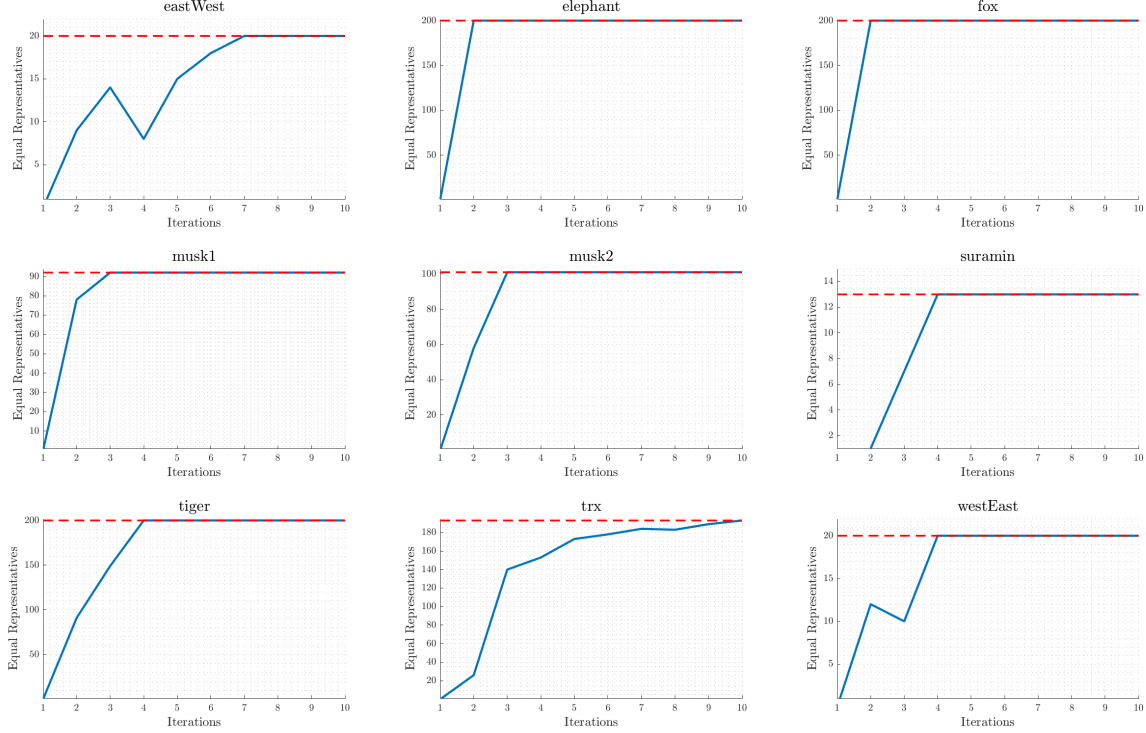 eastWest
20
15
10
5
Equal Representatives
1 2 3 4 5 6 7 8 9 10
Iterations
elephant
200
150
100
50
Equal Representatives
1 2 3 4 5 6 7 8 9 10
Iterations
fox
200
150
100
50
Equal Representatives
1 2 3 4 5 6 7 8 9 10
Iterations
musk1
90
80
70
60
50
40
30
20
10
Equal Representatives
1 2 3 4 5 6 7 8 9 10
Iterations
musk2
100
80
60
40
20
Equal Representatives
1 2 3 4 5 6 7 8 9 10
Iterations
suramin
14
12
10
8
6
4
2
Equal Representatives
1 2 3 4 5 6 7 8 9 10
Iterations
tiger
200
150
100
50
Equal Representatives
1 2 3 4 5 6 7 8 9 10
Iterations
trx
180
160
140
120
100
80
60
40
20
Equal Representatives
1 2 3 4 5 6 7 8 9 10
Iterations
westEast
20
15
10
5
Equal Representatives
1 2 3 4 5 6 7 8 9 10
Iterations